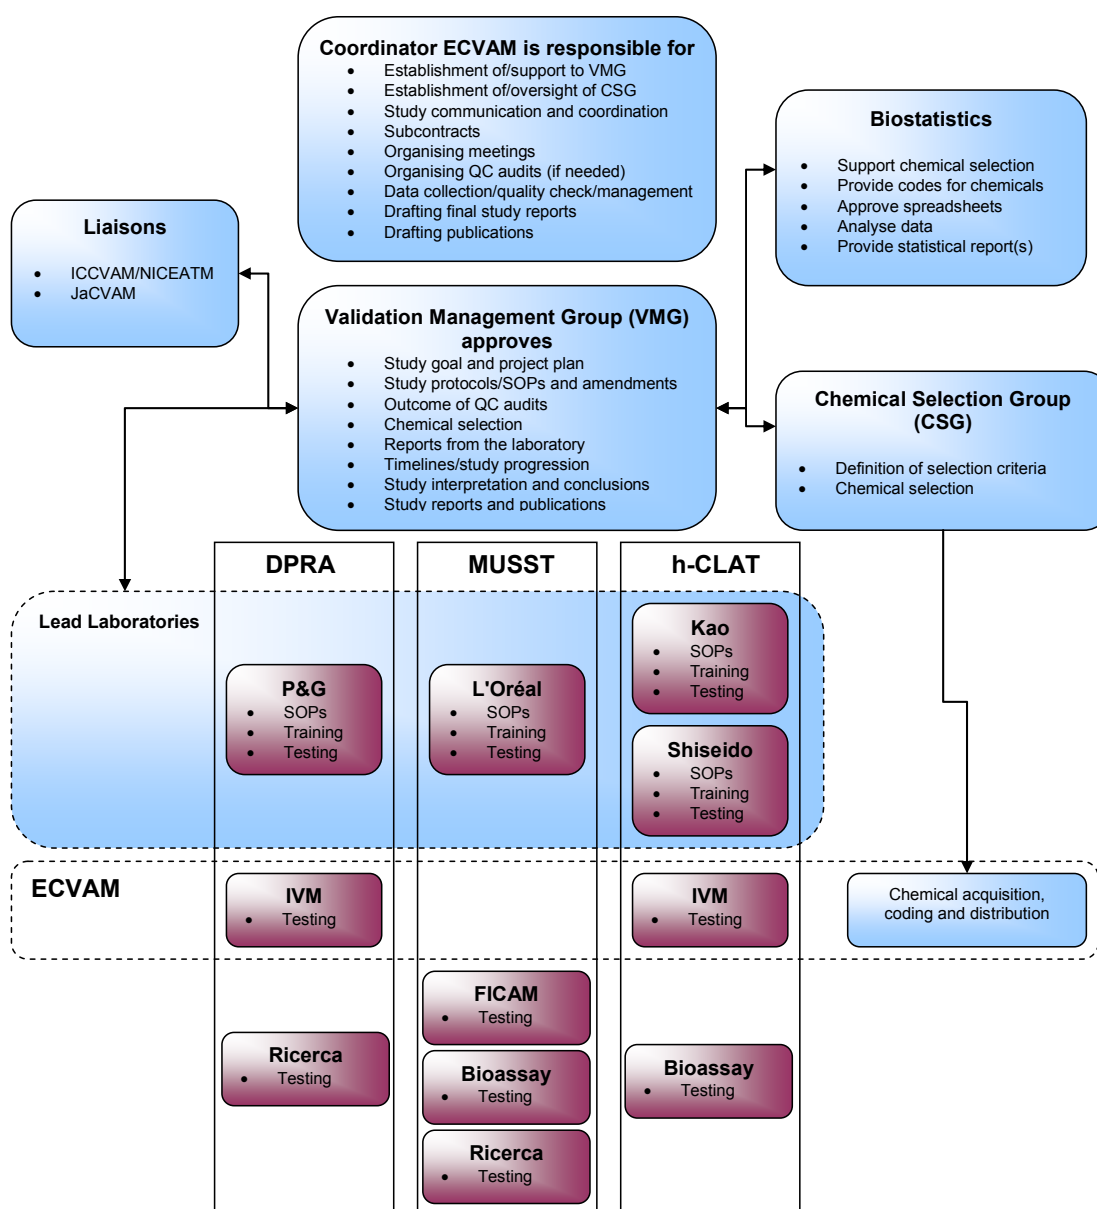 Coordinator ECVAM is responsible for
• Establishment of/support to VMG
• Establishment of/oversight of CSG
• Study communication and coordination
• Subcontracts
• Organising meetings
• Organising QC audits (if needed)
• Data collection/quality check/management
• Drafting final study reports
• Drafting publications
Biostatistics
• Support chemical selection
• Provide codes for chemicals
• Approve spreadsheets
• Analyse data
• Provide statistical report(s)
Liaisons
• ICCVAM/NICEATM
• JaCVAM
Validation Management Group (VMG)
approves
• Study goal and project plan
• Study protocols/SOPs and amendments
• Outcome of QC audits
• Chemical selection
• Reports from the laboratory
• Timelines/study progression
• Study interpretation and conclusions
• Study reports and publications
Chemical Selection Group
(CSG)
• Definition of selection criteria
• Chemical selection
DPRA
MUSST
h-CLAT
Lead Laboratories
P&G
• SOPs
• Training
• Testing
L'Oréal
• SOPs
• Training
• Testing
Kao
• SOPs
• Training
• Testing
Shiseido
• SOPs
• Training
• Testing
ECVAM
IVM
• Testing
IVM
• Testing
Chemical acquisition,
coding and distribution
Ricerca
• Testing
FICAM
• Testing
Bioassay
• Testing
Ricerca
• Testing
Bioassay
• Testing